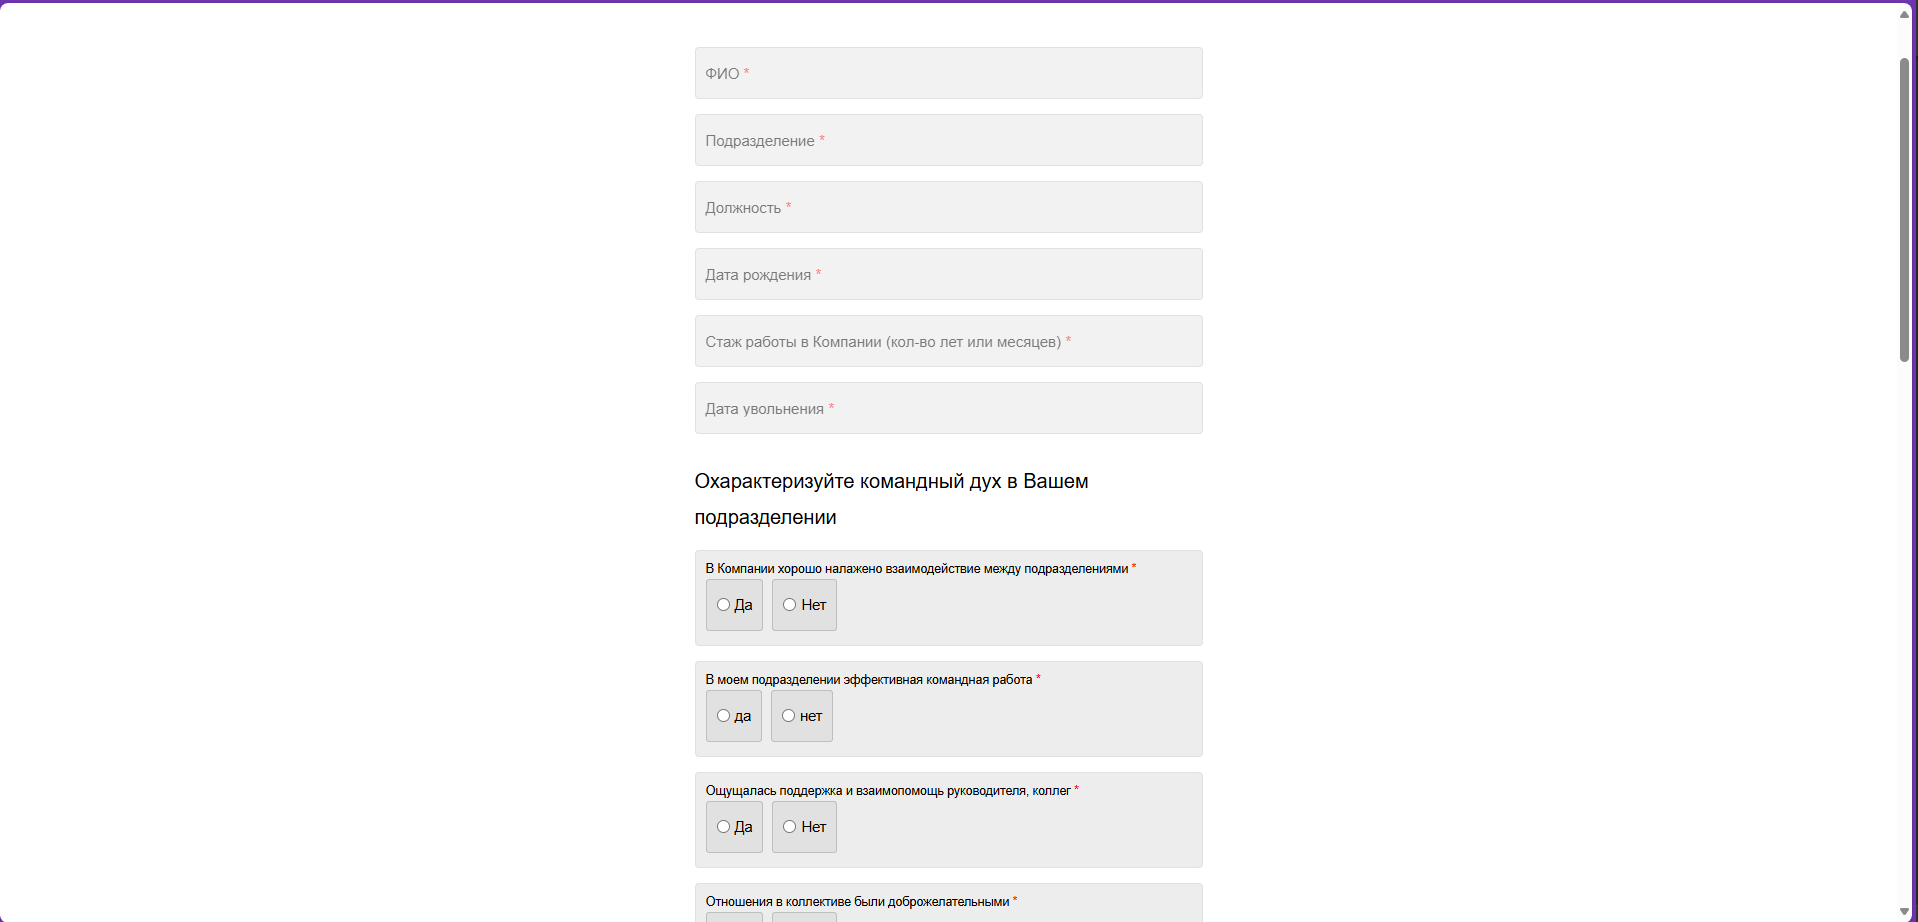 ФИО *
Подразделение *
Должность *
Дата рождения *
Стаж работы в Компании (кол-во лет или месяцев) *
Дата увольнения *
Охарактеризуйте командный дух в Вашем
подразделении
В Компании хорошо налажено взаимодействие между подразделениями *
Да Нет
В моем подразделении эффективная командная работа *
да нет
Ощущалась поддержка и взаимопомощь руководителя, коллег *
Да Нет
Отношения в коллективе были доброжелательными *